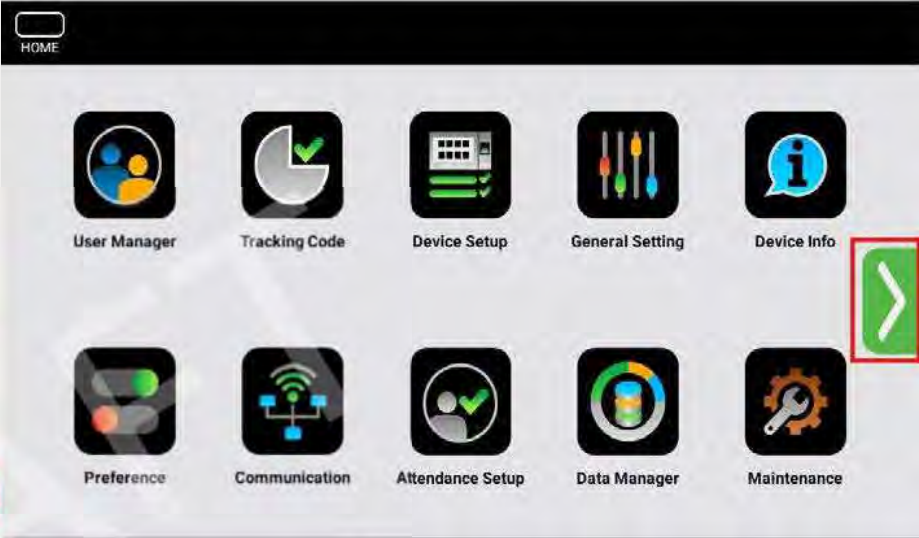 HOME
User Manager
Tracking Code
Device Setup
General Setting
Device Info
Preference
Communication
Attendance Setup
Data Manager
Maintenance